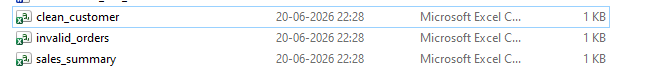 clean_customer 20-06-2026 22:28 Microsoft Excel C... 1 KB
invalid_orders 20-06-2026 22:28 Microsoft Excel C... 1 KB
sales_summary 20-06-2026 22:28 Microsoft Excel C... 1 KB